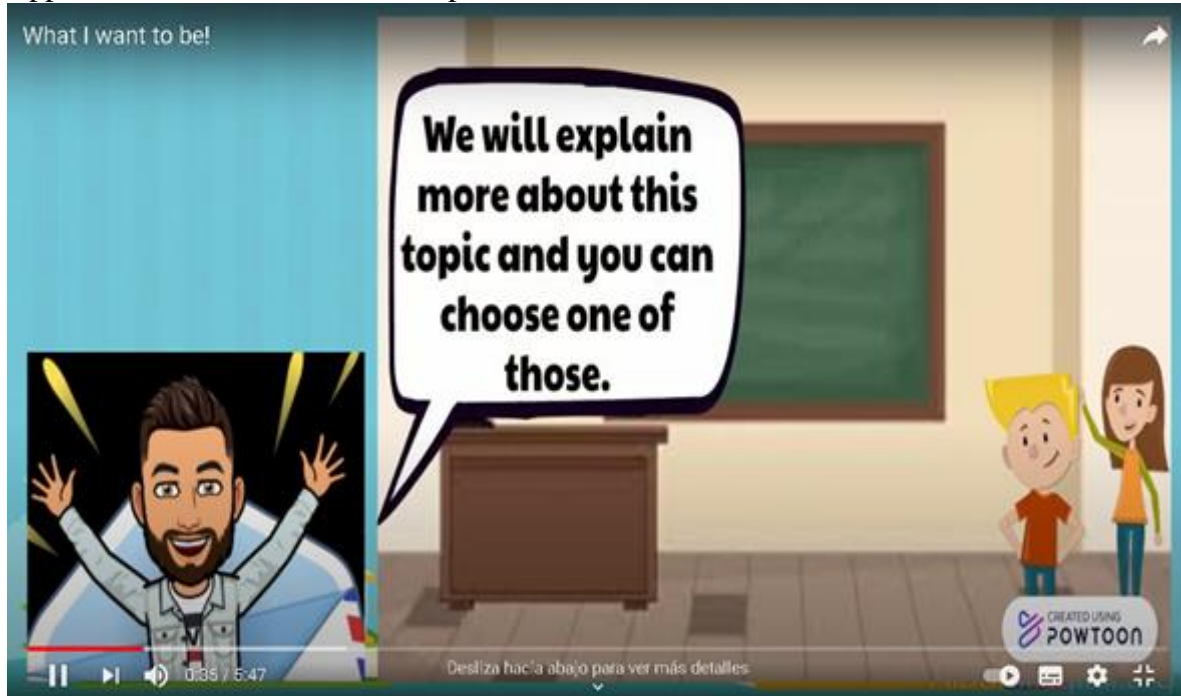 What I want to be!
We will explain
more about this
topic and you can
choose one of
those.
CREATED USING
POWTOON
0:35 / 5:47
Desliza hacia abajo para ver más detalles